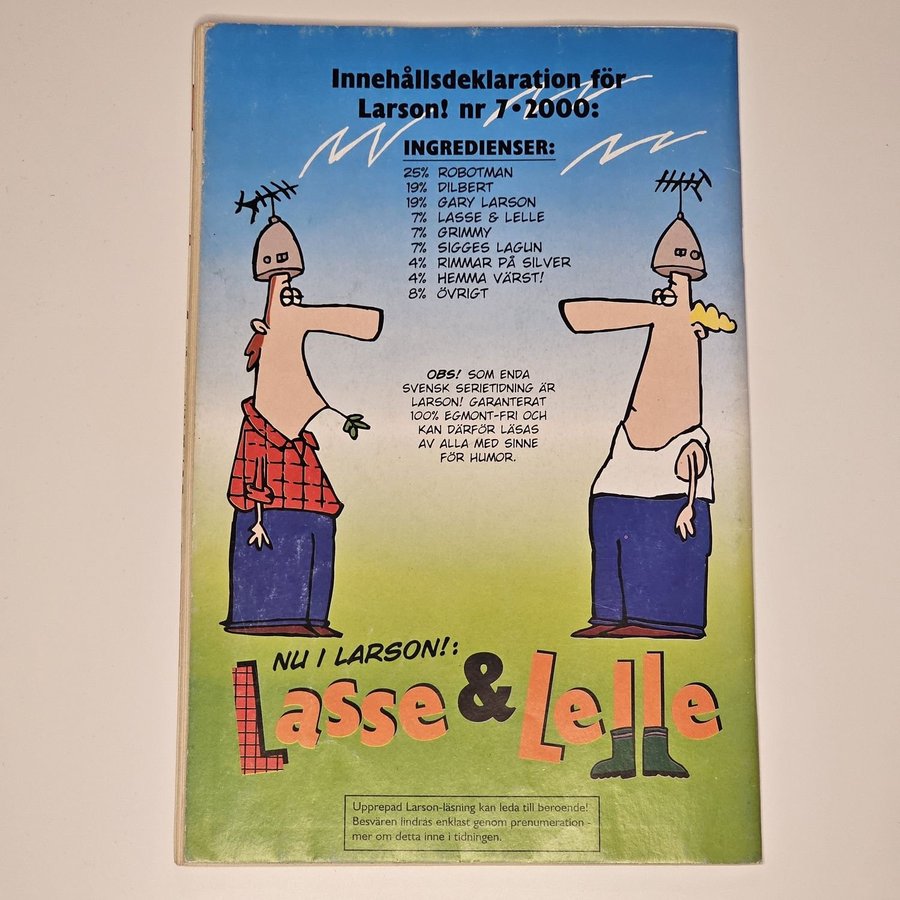 Innehållsdeklaration för
Larson! nr 7•2000:
INGREDIENSER:
25% ROBOTMAN
19% DILBERT
19% GARY LARSON
7% LASSE & LELLE
7% GRIMMY
7% SIGGES LAGUN
4% RIMMAR PÅ SILVER
4% HEMMA VÄRST!
8% ÖVRIGT
OBS! SOM ENDA
SVENSK SERIETIDNING ÄR
LARSON! GARANTERAT
100% EGMONT-FRI OCH
KAN DÄRFÖR LÄSAS
AV ALLA MED SINNE
FÖR HUMOR.
NU I LARSON!:
Lasse & Lelle
Upprepad Larson-läsning kan leda till beroende!
Besvären lindras enklast genom prenumeration -
mer om detta inne i tidningen.